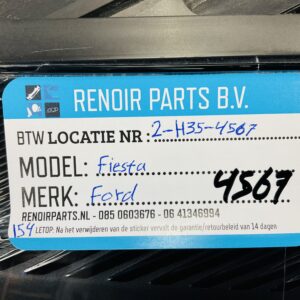 RENOIR PARTS B.V.
BTW LOCATIE NR : 2-H35-4567
MODEL: Fiesta
MERK: Ford 4567
RENOIRPARTS.NL - 085 0603676 - 06 41346994
154 LETOP: Na het verwijderen van de sticker vervalt de garantie/retourbeleid van 14 dagen